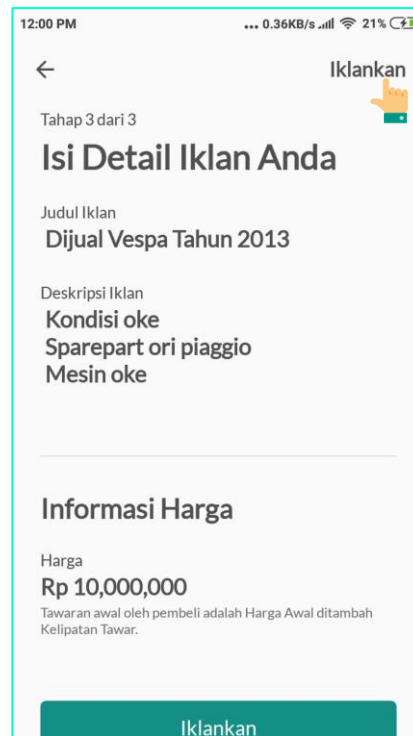 12:00 PM ... 0.36KB/s 21%
Iklankan
Tahap 3 dari 3
Isi Detail Iklan Anda
Judul Iklan
Dijual Vespa Tahun 2013
Deskripsi Iklan
Kondisi oke
Sparepart ori piaggio
Mesin oke
Informasi Harga
Harga
Rp 10,000,000
Tawaran awal oleh pembeli adalah Harga Awal ditambah
Kelipatan Tawar.
Iklankan